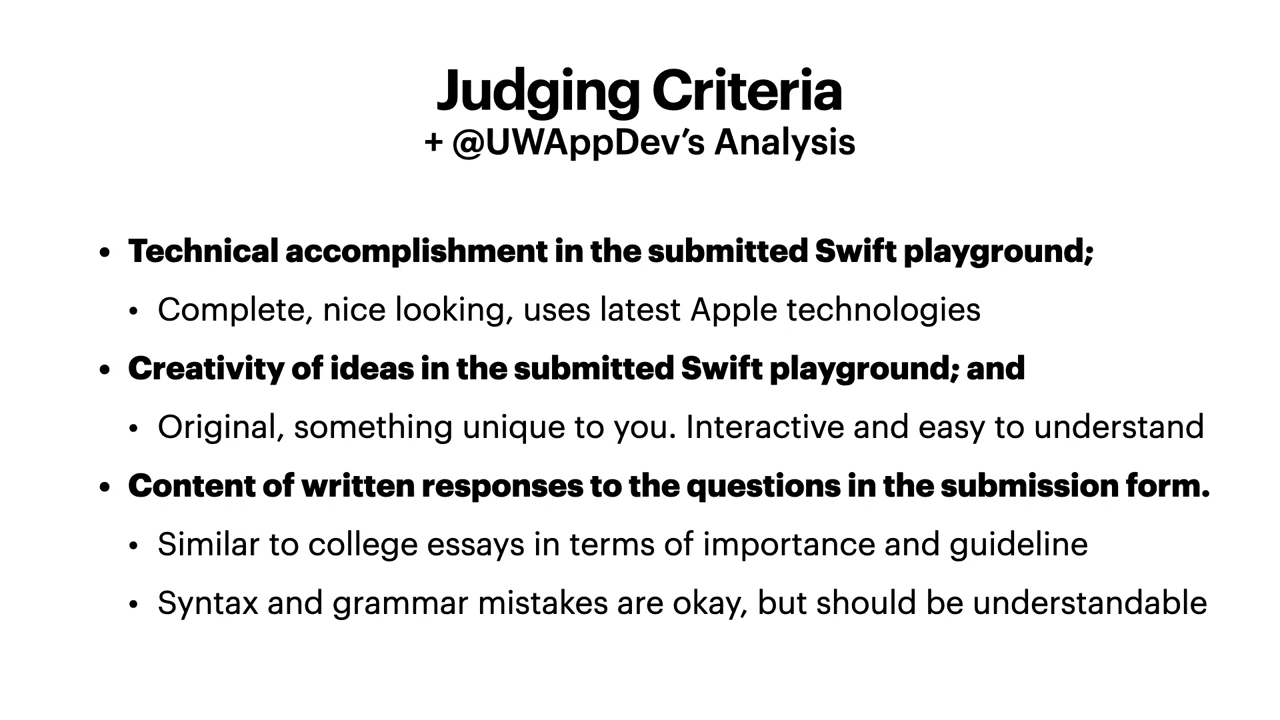 Judging Criteria
+ @UWAppDev’s Analysis
• Technical accomplishment in the submitted Swift playground;
• Complete, nice looking, uses latest Apple technologies
• Creativity of ideas in the submitted Swift playground; and
• Original, something unique to you. Interactive and easy to understand
• Content of written responses to the questions in the submission form.
• Similar to college essays in terms of importance and guideline
• Syntax and grammar mistakes are okay, but should be understandable